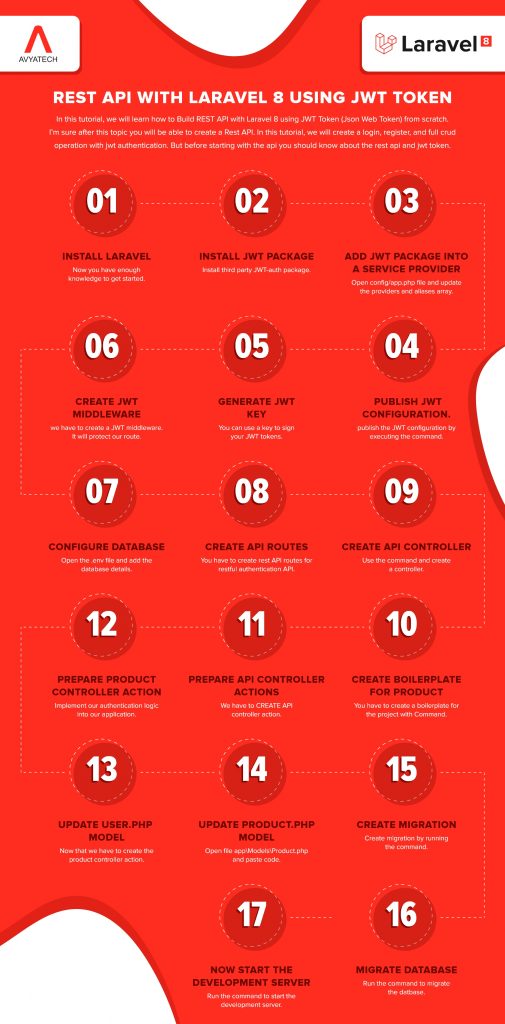 AVYATECH
Laravel 8
REST API WITH LARAVEL 8 USING JWT TOKEN
In this tutorial, we will learn how to Build REST API with Laravel 8 using JWT Token (Json Web Token) from scratch.
I'm sure after this topic you will be able to create a Rest API. In this tutorial, we will create a login, register, and full crud
operation with jwt authentication. But before starting with the api you should know about the rest api and jwt token.
01
INSTALL LARAVEL
Now you have enough
knowledge to get started.
02
INSTALL JWT PACKAGE
Install third party JWT-auth package.
03
ADD JWT PACKAGE INTO
A SERVICE PROVIDER
Open config/app.php file and update
the providers and aliases array.
04
PUBLISH JWT
CONFIGURATION.
publish the JWT configuration by
executing the command.
05
GENERATE JWT
KEY
You can use a key to sign
your JWT tokens.
06
CREATE JWT
MIDDLEWARE
we have to create a JWT middleware.
It will protect our route.
07
CONFIGURE DATABASE
Open the .env file and add the
database details.
08
CREATE API ROUTES
You have to create rest API routes for
restful authentication API.
09
CREATE API CONTROLLER
Use the command and create
a controller.
10
CREATE BOILERPLATE
FOR PRODUCT
You have to create a boilerplate for
the project with Command.
11
PREPARE API CONTROLLER
ACTIONS
We have to CREATE API
controller action.
12
PREPARE PRODUCT
CONTROLLER ACTION
Implement our authentication logic
into our application.
13
UPDATE USER.PHP
MODEL
Now that we have to create the
product controller action.
14
UPDATE PRODUCT.PHP
MODEL
Open file app\Models\Product.php
and paste code.
15
CREATE MIGRATION
Create migration by running
the command.
16
MIGRATE DATABASE
Run the command to migrate
the datbase.
17
NOW START THE
DEVELOPMENT SERVER
Run the command to start the
development server.